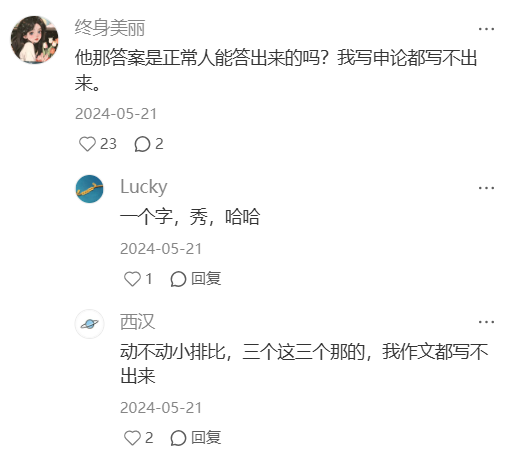 终身美丽
他那答案是正常人能答出来的吗？我写申论都写不出
来。
2024-05-21
23 2
Lucky
一个字，秀，哈哈
2024-05-21
1 回复
西汉
动不动小排比，三个这三个那的，我作文都写不
出来
2024-05-21
2 回复